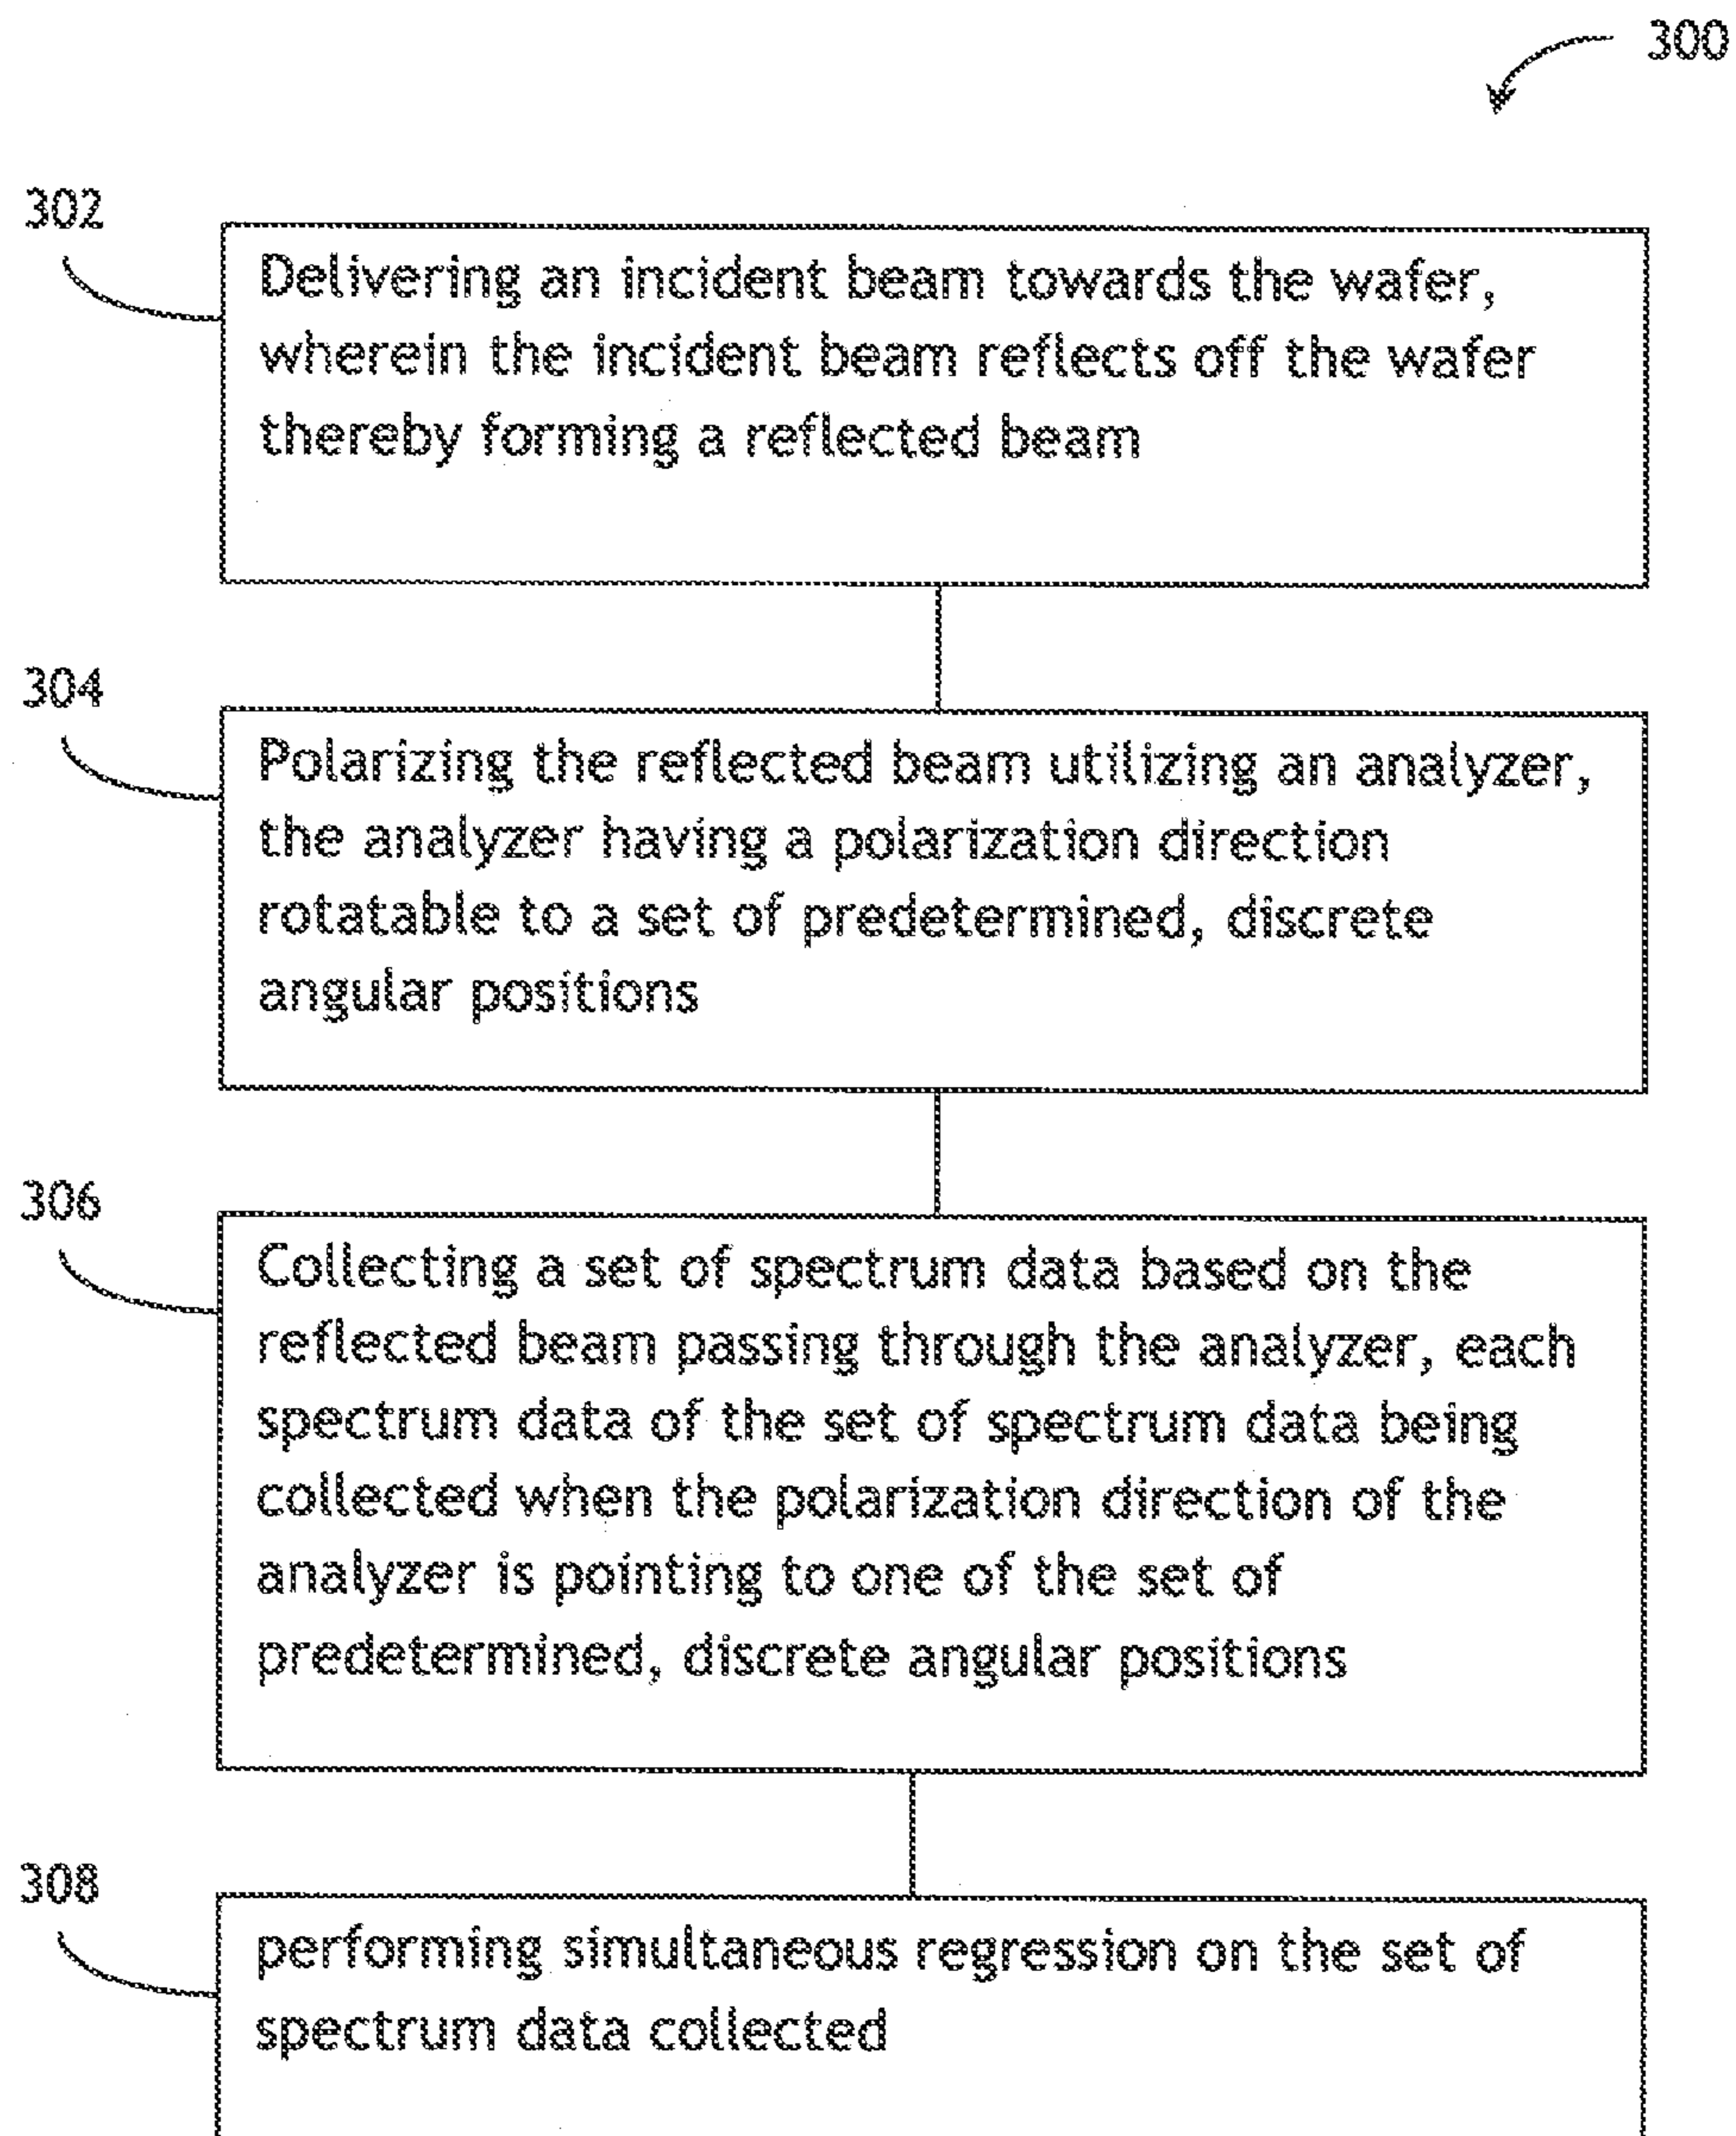 300
302
Delivering an incident beam towards the wafer,
wherein the incident beam reflects off the wafer
thereby forming a reflected beam
304
Polarizing the reflected beam utilizing an analyzer,
the analyzer having a polarization direction
rotatable to a set of predetermined, discrete
angular positions
306
Collecting a set of spectrum data based on the
reflected beam passing through the analyzer, each
spectrum data of the set of spectrum data being
collected when the polarization direction of the
analyzer is pointing to one of the set of
predetermined, discrete angular positions
308
performing simultaneous regression on the set of
spectrum data collected